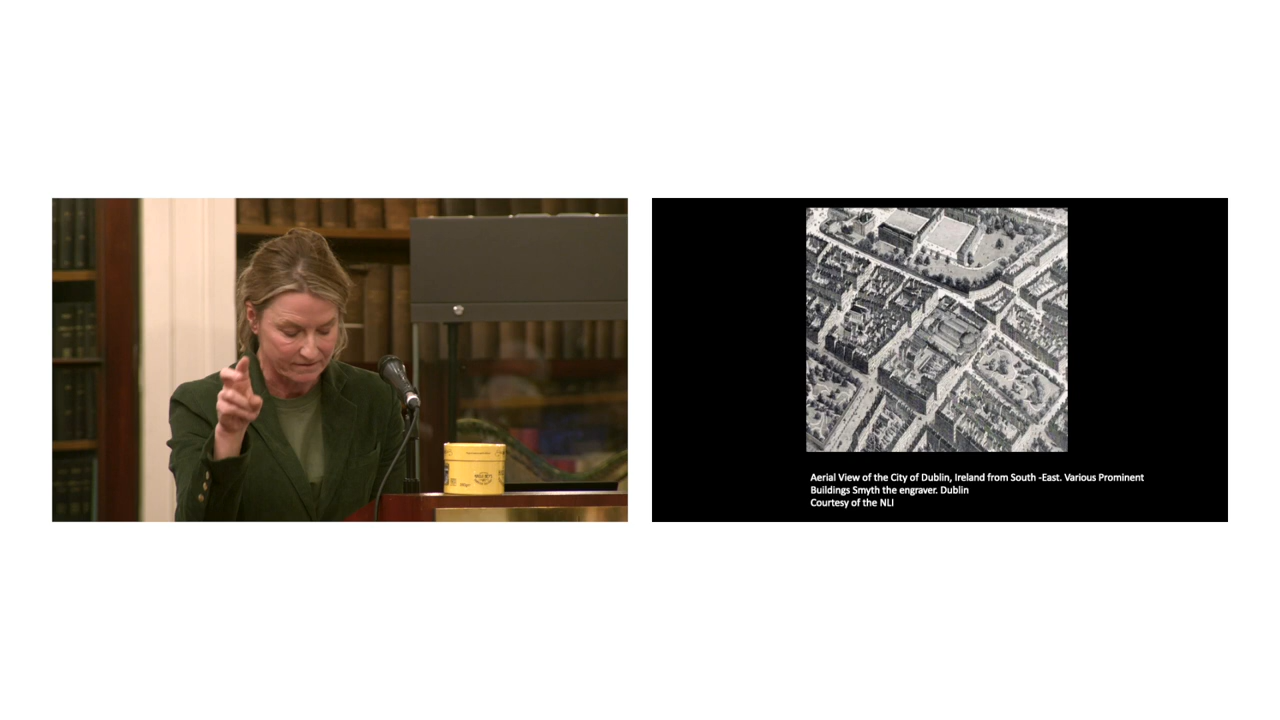 Aerial View of the City of Dublin, Ireland from South -East. Various Prominent
Buildings Smyth the engraver. Dublin
Courtesy of the NLI